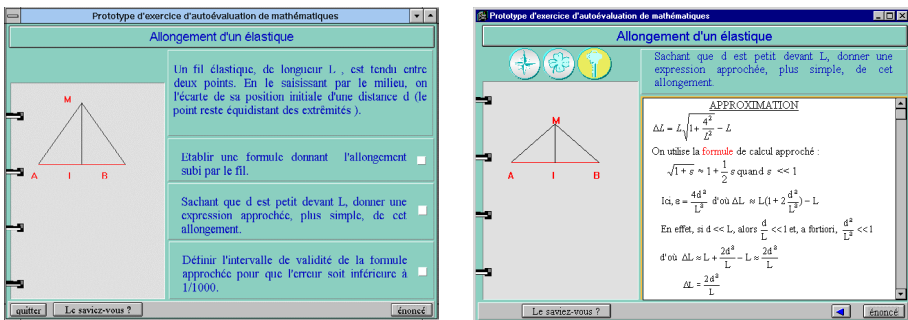 Prototype d'exercice d'autoévaluation de mathématiques
Allongement d'un élastique
Un fil élastique, de longueur L , est tendu entre
deux points. En le saisissant par le milieu, on
l'écarte de sa position initiale d'une distance d (le
point reste équidistant des extrêmités ).
M
A I B
Etablir une formule donnant l'allongement
subi par le fil.
Sachant que d est petit devant L, donner une
expression approchée, plus simple, de cet
allongement.
Définir l'intervalle de validité de la formule
approchée pour que l'erreur soit inférieure à
1/1000.
quitter Le saviez-vous ? énoncé
Prototype d'exercice d'autoévaluation de mathématiques
Allongement d'un élastique
Sachant que d est petit devant L, donner une
expression approchée, plus simple, de cet
allongement.
M
A I B
APPROXIMATION
ΔL = L√(1+4²/L²) − L
On utilise la formule de calcul approché :
√(1+ε) ≈ 1+1/2 ε quand ε <<1
Ici, ε = 4d²/L² d'où ΔL ≈ L(1+2 d²/L²) − L
En effet, si d << L, alors d/L <<1 et, a fortiori, d²/L² <<1
d'où ΔL ≈ L + 2d²/L − L ≈ 2d²/L
ΔL = 2d²/L
Le saviez-vous ? énoncé